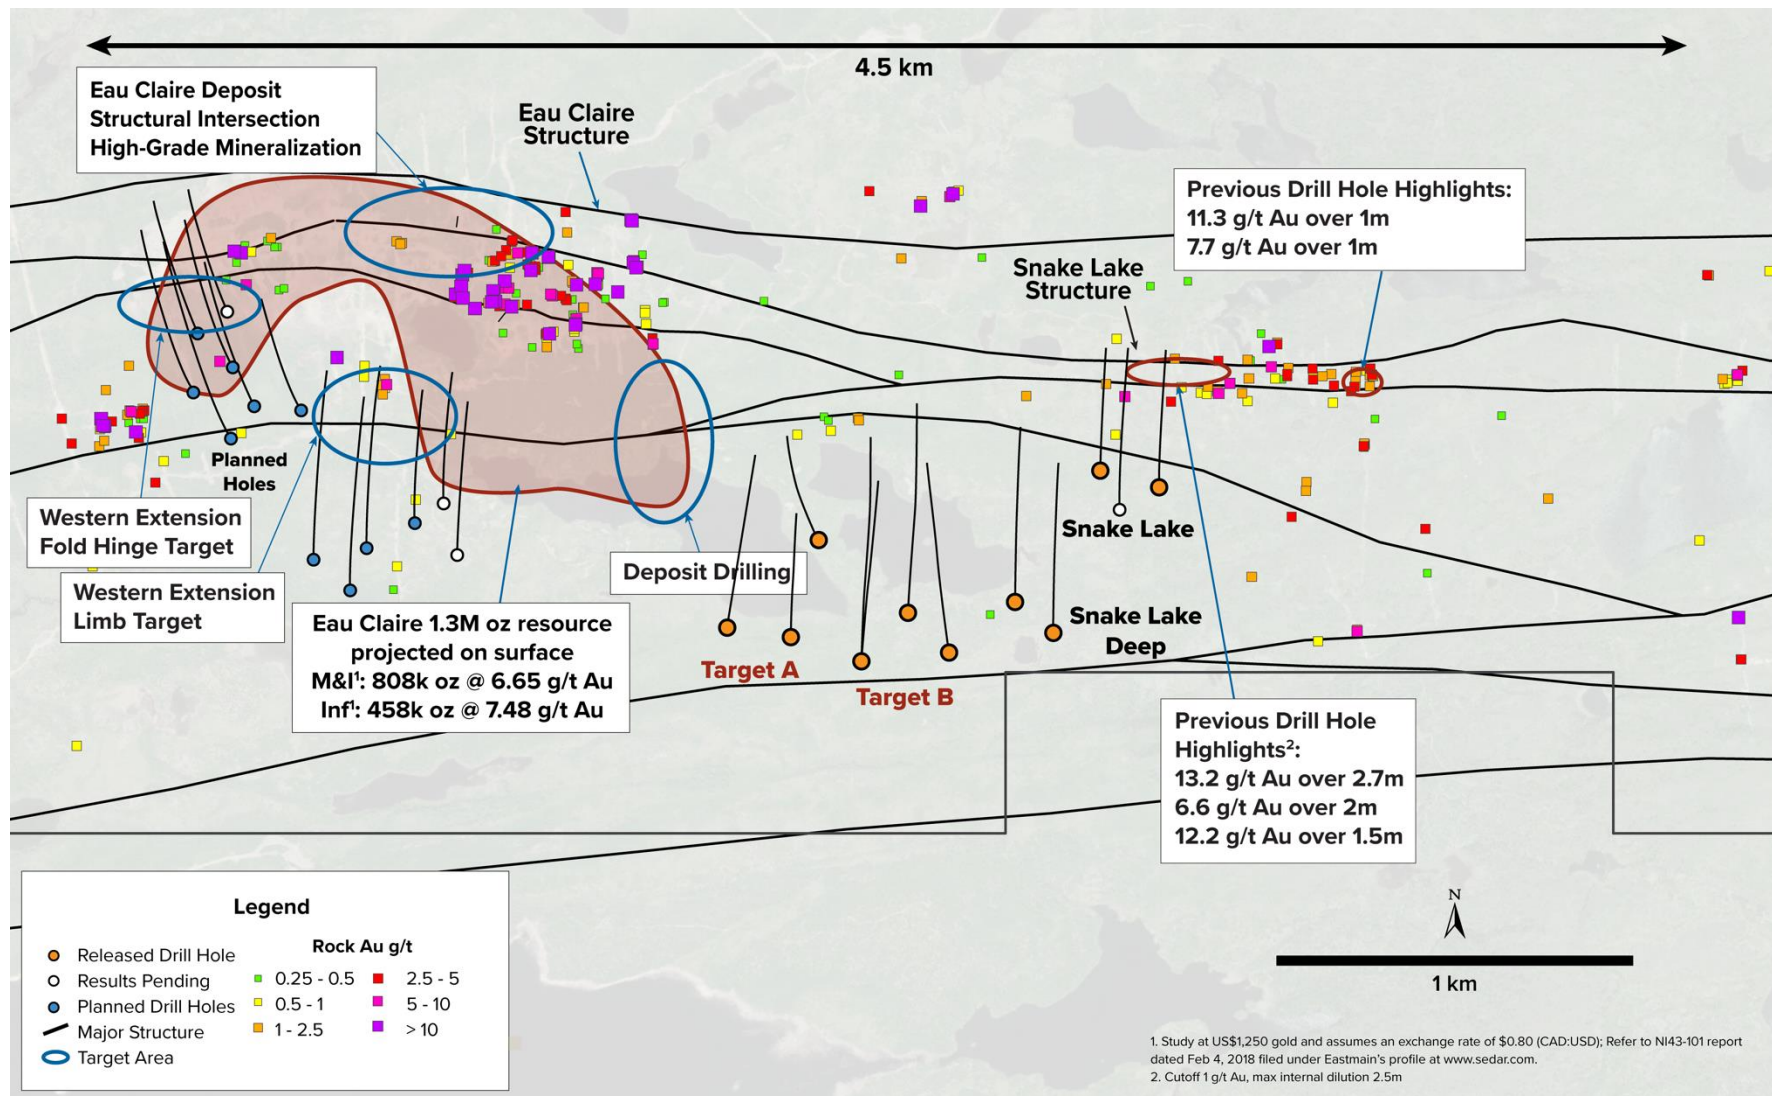 4.5 km
Eau Claire Deposit
Structural Intersection
High-Grade Mineralization
Eau Claire
Structure
Previous Drill Hole Highlights:
11.3 g/t Au over 1m
7.7 g/t Au over 1m
Snake Lake
Structure
Planned
Holes
Western Extension
Fold Hinge Target
Western Extension
Limb Target
Deposit Drilling
Snake Lake
Eau Claire 1.3M oz resource
projected on surface
M&I¹: 808k oz @ 6.65 g/t Au
Inf¹: 458k oz @ 7.48 g/t Au
Target A
Target B
Snake Lake
Deep
Previous Drill Hole
Highlights²:
13.2 g/t Au over 2.7m
6.6 g/t Au over 2m
12.2 g/t Au over 1.5m
Legend
Released Drill Hole
Results Pending
Planned Drill Holes
Major Structure
Target Area
Rock Au g/t
0.25 - 0.5
0.5 - 1
1 - 2.5
2.5 - 5
5 - 10
> 10
N
1 km
1. Study at US$1,250 gold and assumes an exchange rate of $0.80 (CAD:USD); Refer to NI43-101 report
dated Feb 4, 2018 filed under Eastmain's profile at www.sedar.com.
2. Cutoff 1 g/t Au, max internal dilution 2.5m